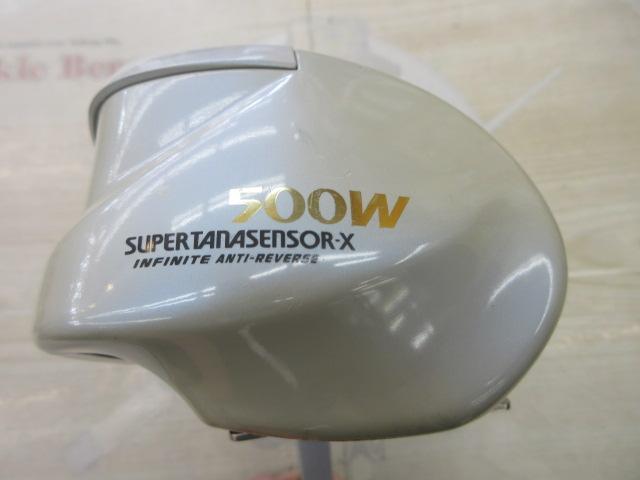 500W
SUPERTANASENSOR-X
INFINITE ANTI-REVERSE